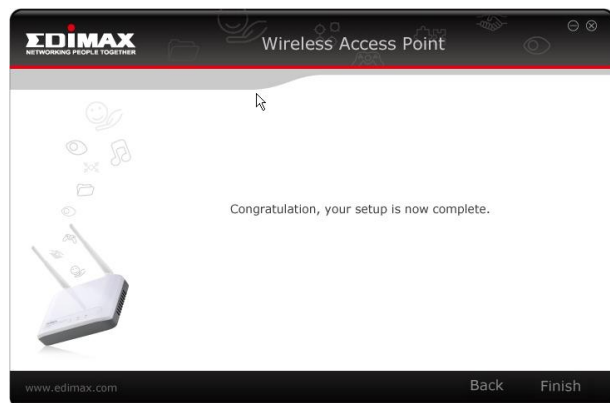 EDIMAX
NETWORKING PEOPLE TOGETHER
Wireless Access Point
Congratulation, your setup is now complete.
www.edimax.com
Back
Finish